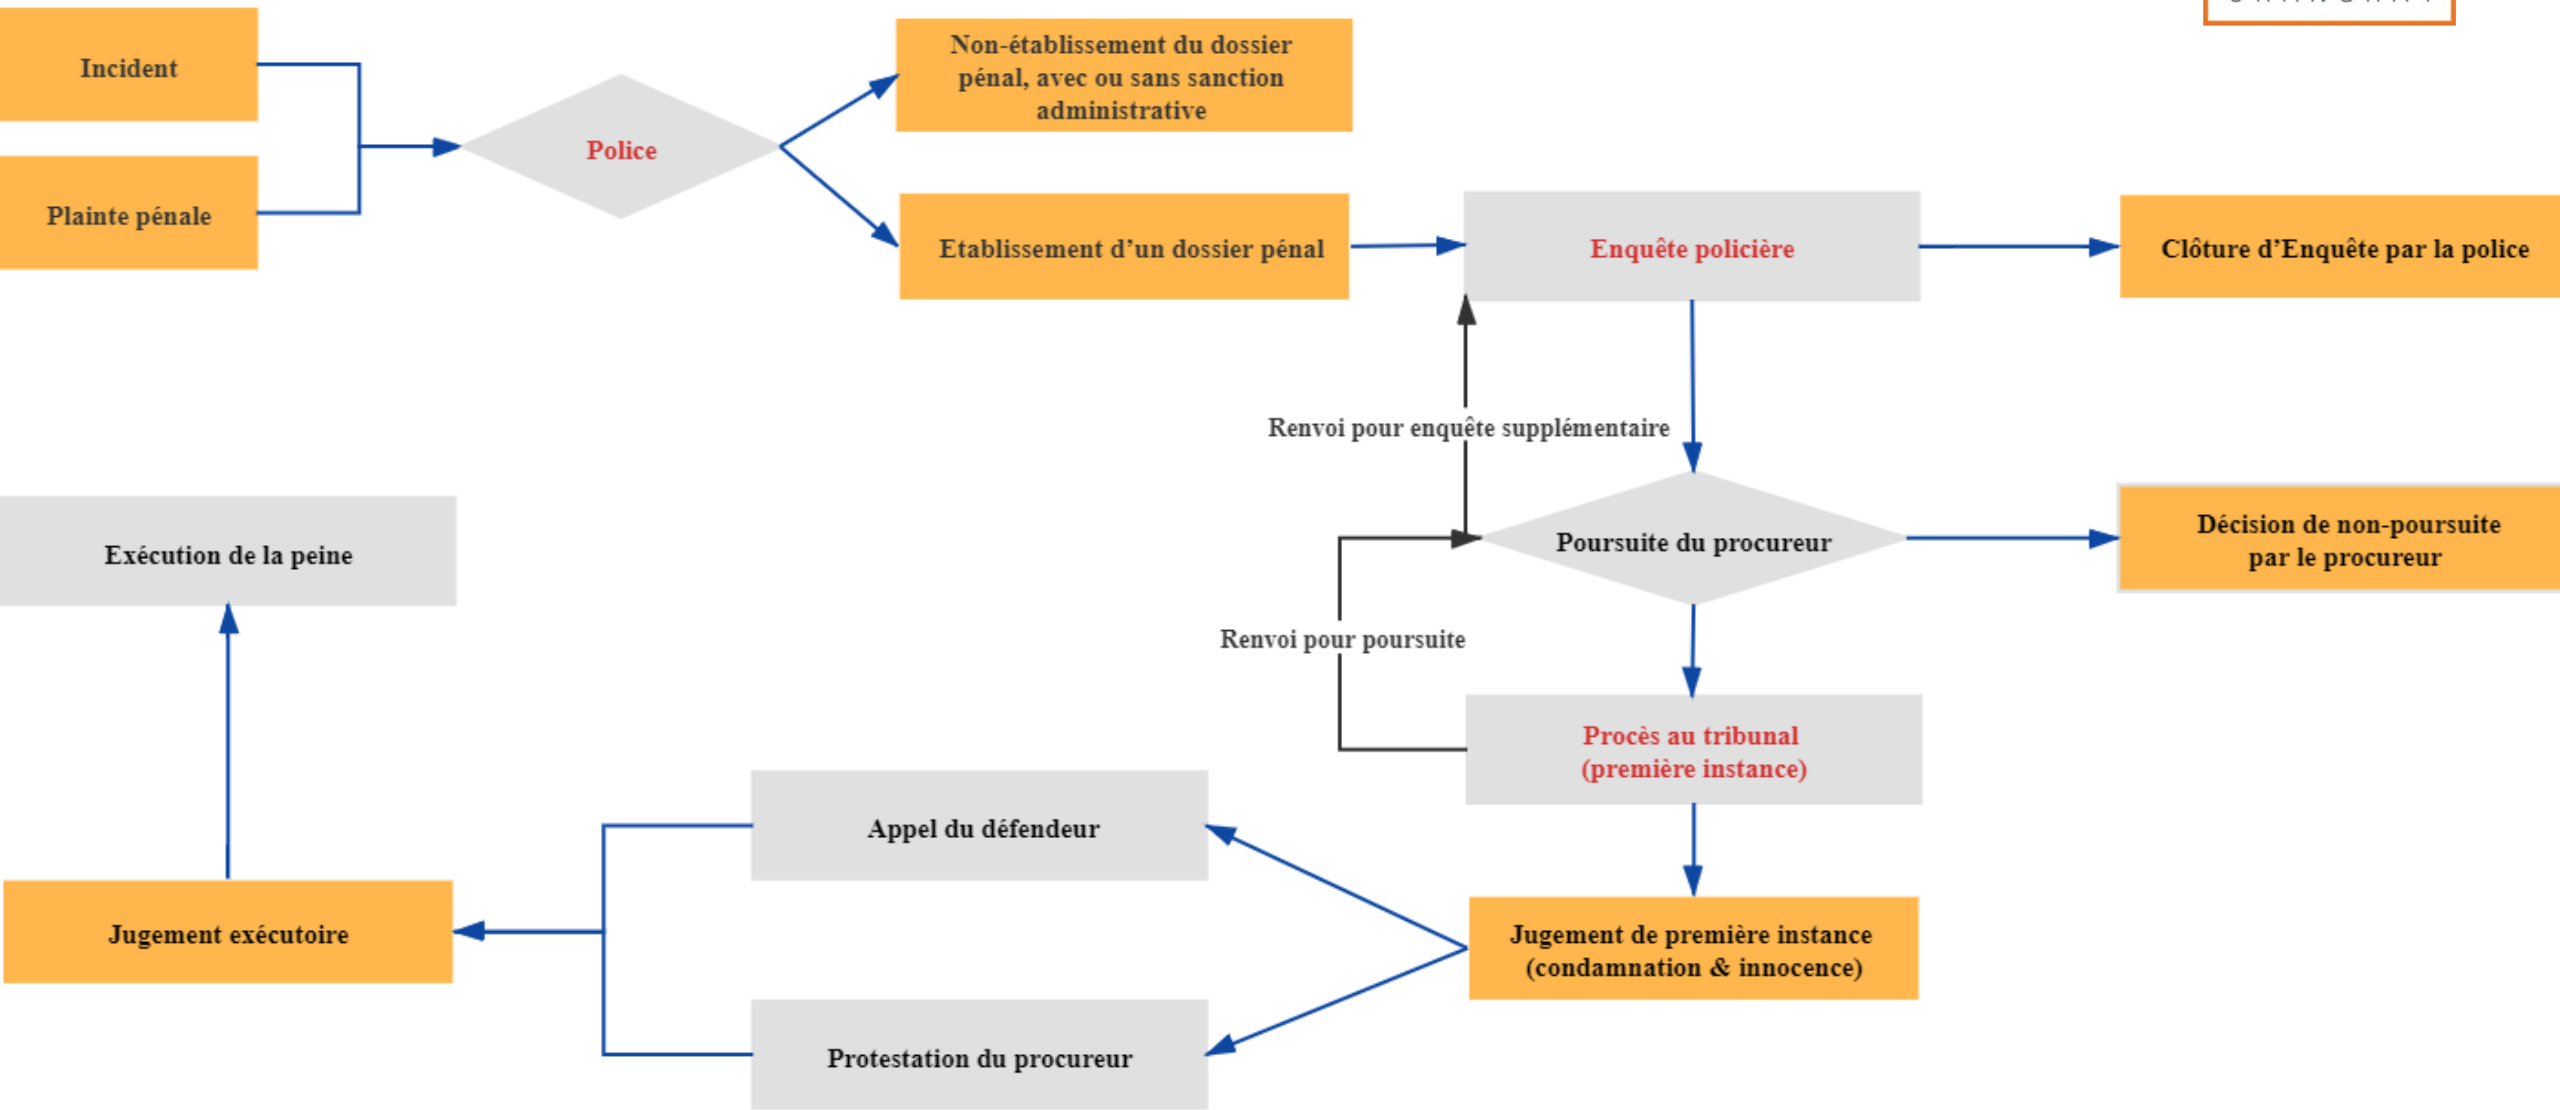 Incident
Plainte pénale
Police
Non-établissement du dossier
pénal, avec ou sans sanction
administrative
Etablissement d’un dossier pénal
Enquête policière
Clôture d’Enquête par la police
Renvoi pour enquête supplémentaire
Poursuite du procureur
Décision de non-poursuite
par le procureur
Renvoi pour poursuite
Procès au tribunal
(première instance)
Jugement de première instance
(condamnation & innocence)
Appel du défendeur
Protestation du procureur
Jugement exécutoire
Exécution de la peine